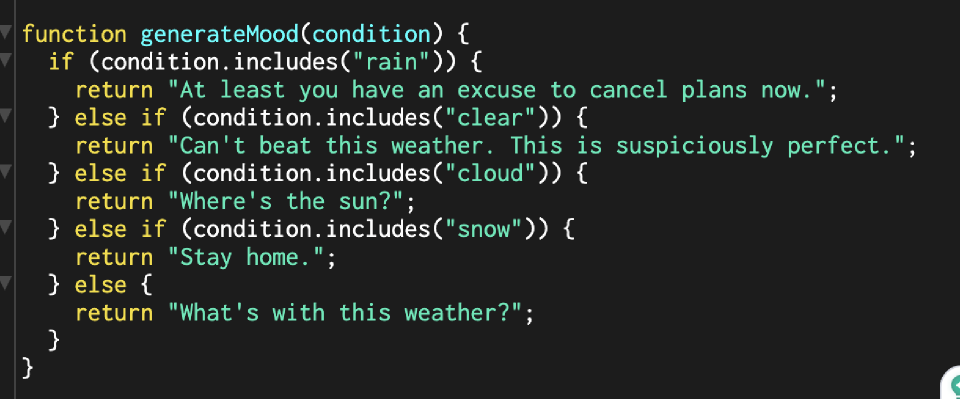 function generateMood(condition) {
  if (condition.includes("rain")) {
    return "At least you have an excuse to cancel plans now.";
  } else if (condition.includes("clear")) {
    return "Can't beat this weather. This is suspiciously perfect.";
  } else if (condition.includes("cloud")) {
    return "Where's the sun?";
  } else if (condition.includes("snow")) {
    return "Stay home.";
  } else {
    return "What's with this weather?";
  }
}